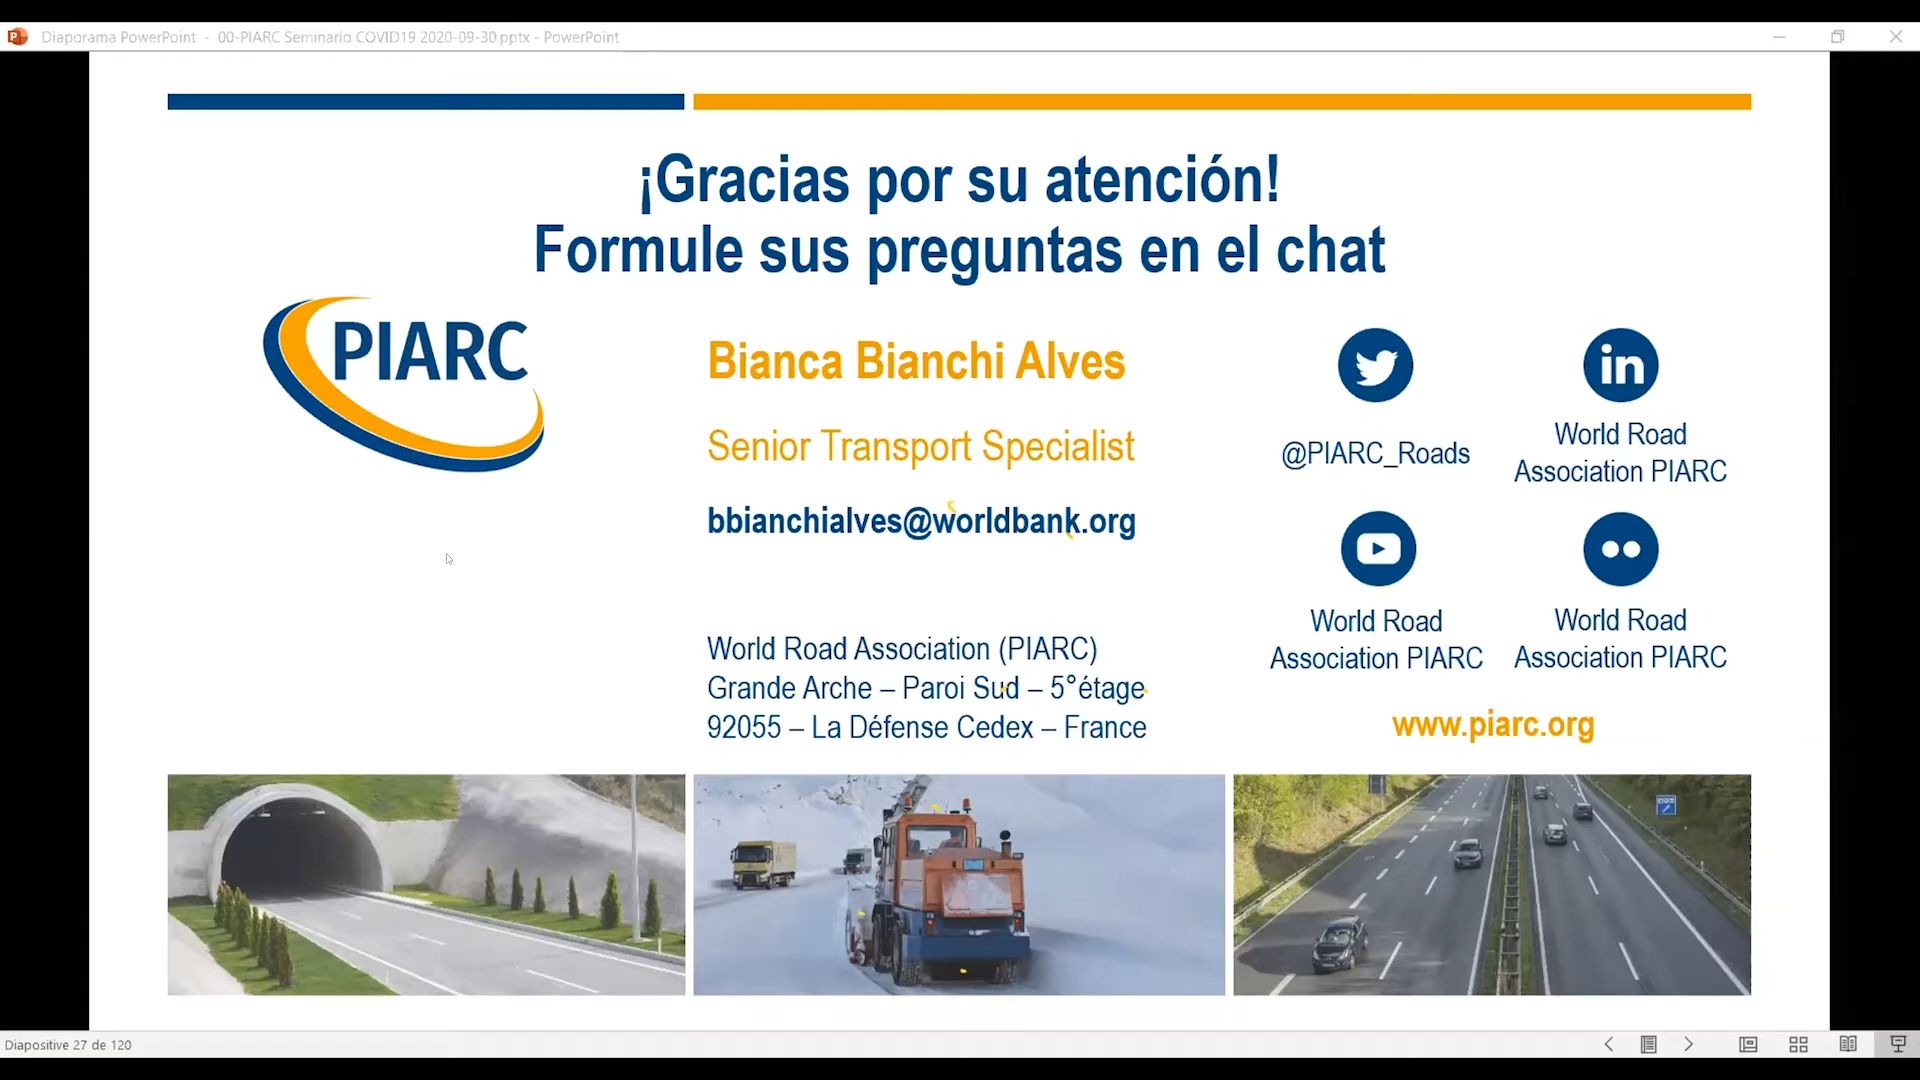 Diaporama PowerPoint - 00-PIARC Seminario COVID19 2020-09-30.pptx - PowerPoint
¡Gracias por su atención!
Formule sus preguntas en el chat
PIARC
Bianca Bianchi Alves
Senior Transport Specialist
bbianchialves@worldbank.org
World Road Association (PIARC)
Grande Arche – Paroi Sud – 5°étage
92055 – La Défense Cedex – France
@PIARC_Roads
in
World Road
Association PIARC
World Road
Association PIARC
World Road
Association PIARC
www.piarc.org
Diapositive 27 de 120